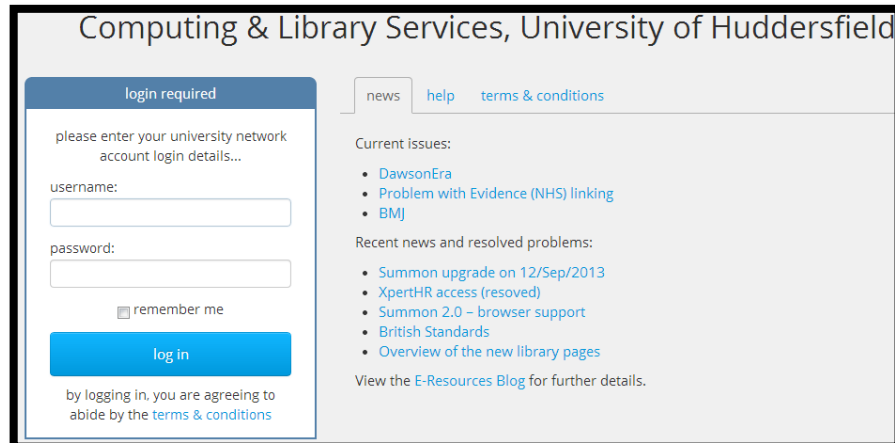 Computing & Library Services, University of Huddersfield
login required
please enter your university network
account login details...
username:
password:
remember me
log in
by logging in, you are agreeing to
abide by the terms & conditions
news
help
terms & conditions
Current issues:
DawsonEra
Problem with Evidence (NHS) linking
BMJ
Recent news and resolved problems:
Summon upgrade on 12/Sep/2013
XpertHR access (resoved)
Summon 2.0 – browser support
British Standards
Overview of the new library pages
View the E-Resources Blog for further details.